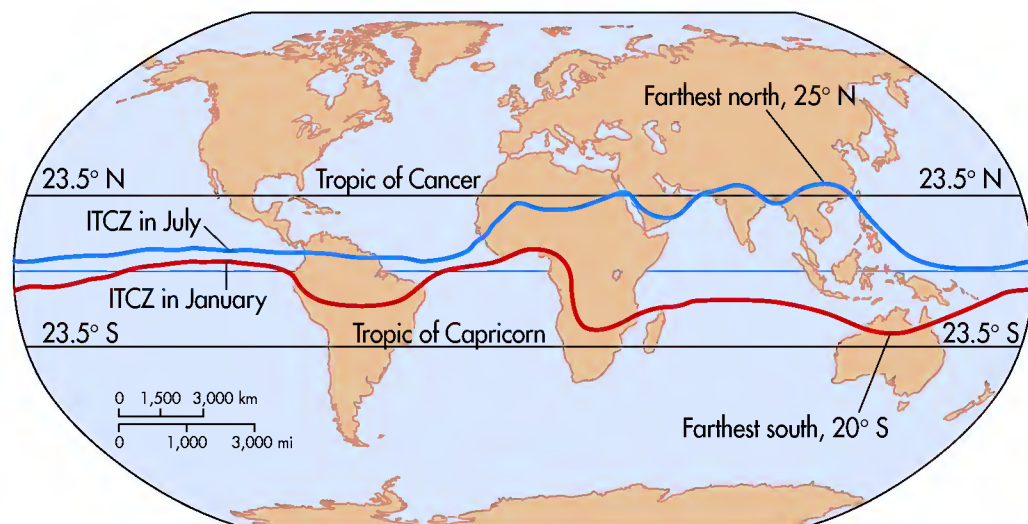 Farthest north, 25° N
23.5° N
Tropic of Cancer
23.5° N
ITCZ in July
ITCZ in January
23.5° S
Tropic of Capricorn
23.5° S
0 1,500 3,000 km
0 1,000 3,000 mi
Farthest south, 20° S